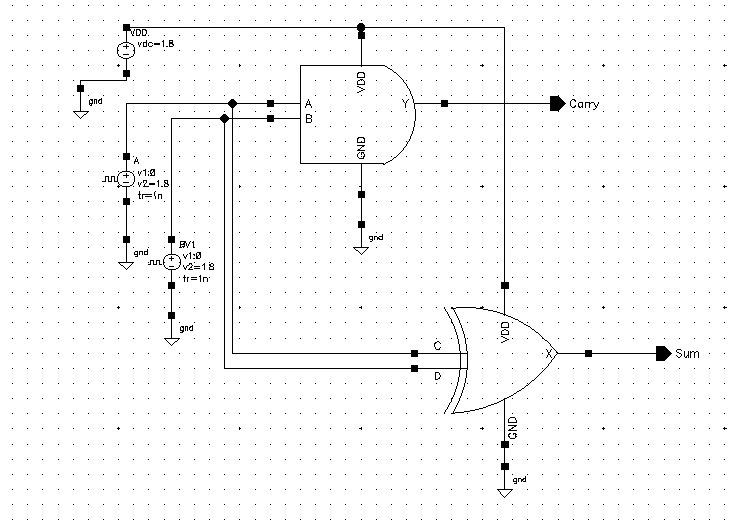 VDD.
vdc=1.8
gnd
VDD
A
Y
Carry
B
GND
A
v1:0
v2=1.8
tr=1n
gnd
gnd
v1:0
v2=1.8
tr=1n
gnd
VDD
C
X
Sum
D
GND
gnd